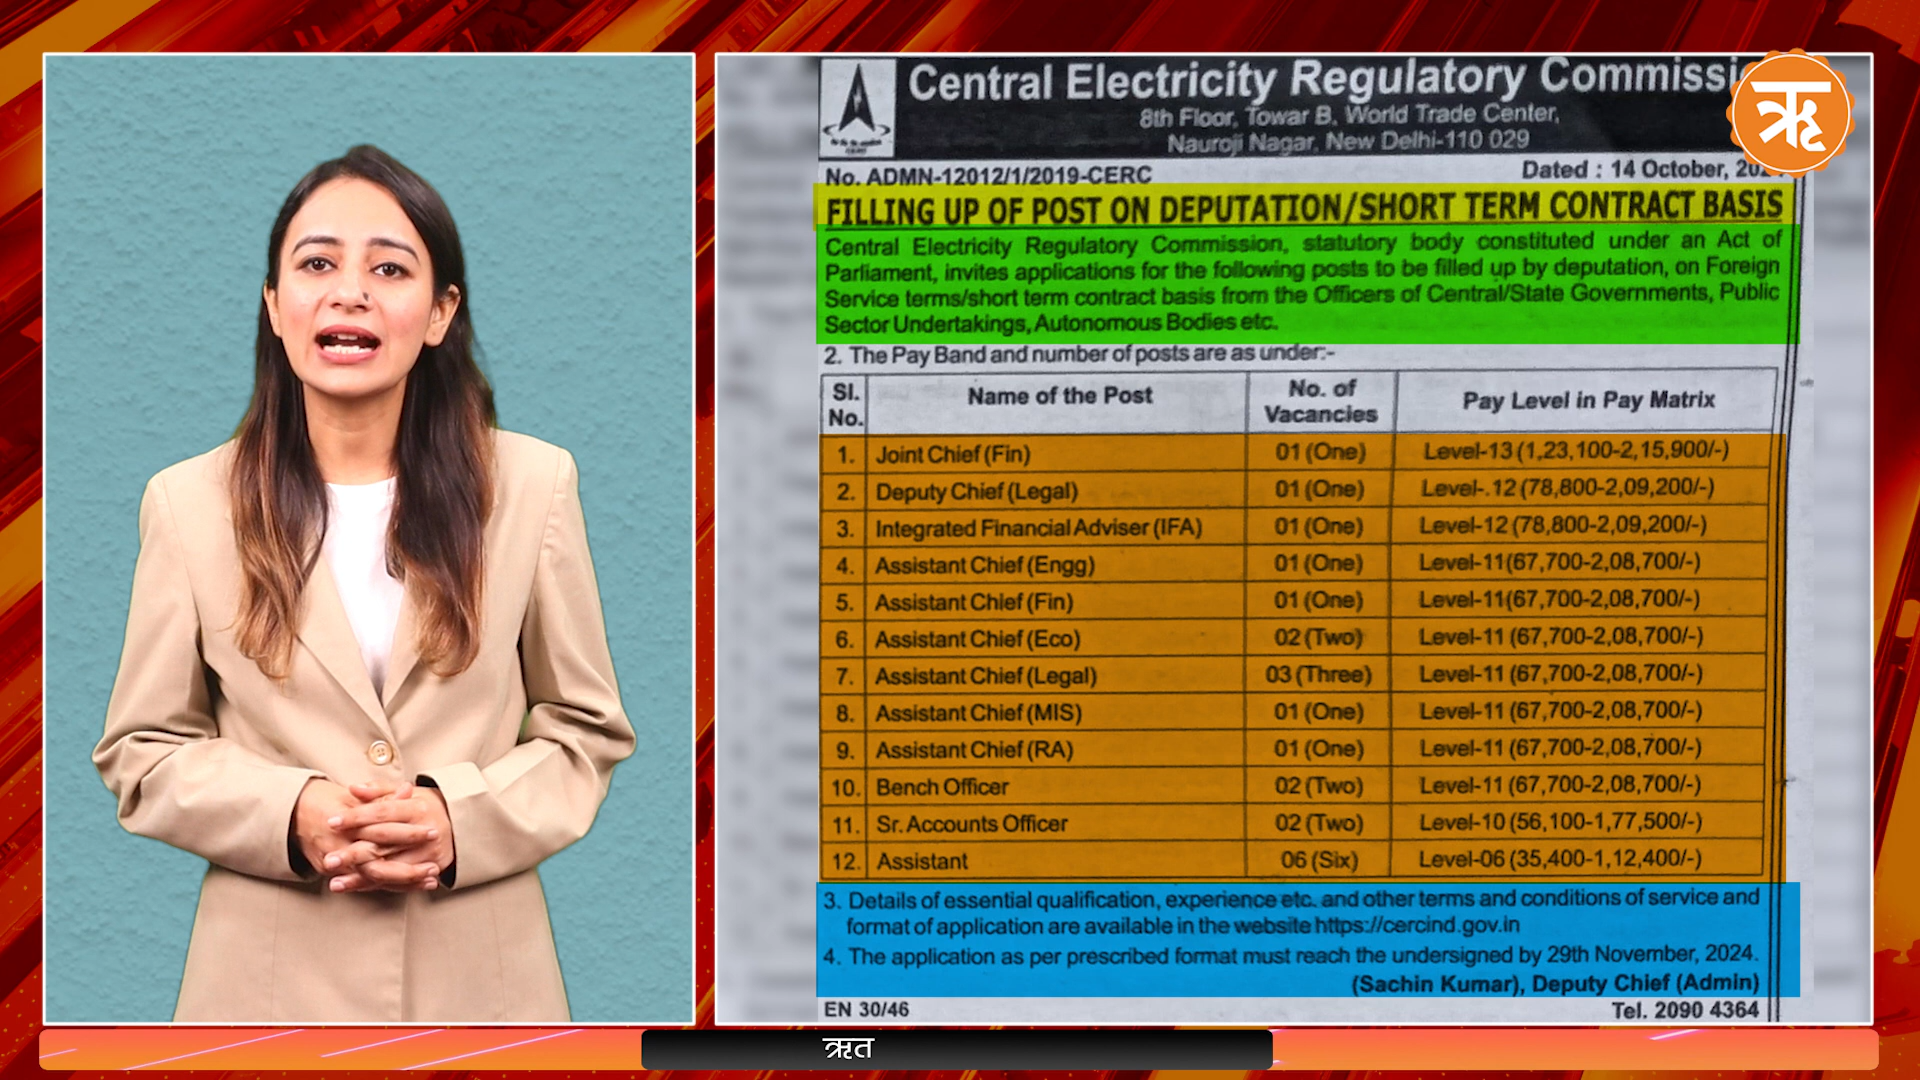 Central Electricity Regulatory
8th Floor, Towar B, World Trade Center,
Nauroji Nagar, New Delhi-110 029
No. ADMN-12012/1/2019-CERC
Dated : 14 October,
FILLING UP OF POST ON DEPUTATION/SHORT TERM CONTRACT BASIS
Central Electricity Regulatory Commission, statutory body constituted under an Act of
Parliament, invites applications for the following posts to be filled up by deputation, on Foreign
Service terms/short term contract basis from the Officers of Central/State Governments, Public
Sector Undertakings, Autonomous Bodies etc.
2. The Pay Band and number of posts are as under:-
Sl. No. Name of the Post No. of Vacancies Pay Level in Pay Matrix
1. Joint Chief (Fin) 01 (One) Level-13 (1,23,100-2,15,900/-)
2. Deputy Chief (Legal) 01 (One) Level-.12 (78,800-2,09,200/-)
3. Integrated Financial Adviser (IFA) 01 (One) Level-12 (78,800-2,09,200/-)
4. Assistant Chief (Engg) 01 (One) Level-11(67,700-2,08,700/-)
5. Assistant Chief (Fin) 01 (One) Level-11(67,700-2,08,700/-)
6. Assistant Chief (Eco) 02 (Two) Level-11 (67,700-2,08,700/-)
7. Assistant Chief (Legal) 03 (Three) Level-11 (67,700-2,08,700/-)
8. Assistant Chief (MIS) 01 (One) Level-11 (67,700-2,08,700/-)
9. Assistant Chief (RA) 01 (One) Level-11 (67,700-2,08,700/-)
10. Bench Officer 02 (Two) Level-11 (67,700-2,08,700/-)
11. Sr. Accounts Officer 02 (Two) Level-10 (56,100-1,77,500/-)
12. Assistant 06 (Six) Level-06 (35,400-1,12,400/-)
3. Details of essential qualification, experience etc. and other terms and conditions of service and
format of application are available in the website https://cercind.gov.in
4. The application as per prescribed format must reach the undersigned by 29th November, 2024.
(Sachin Kumar), Deputy Chief (Admin)
EN 30/46
Tel. 2090 4364
ऋ
ऋत